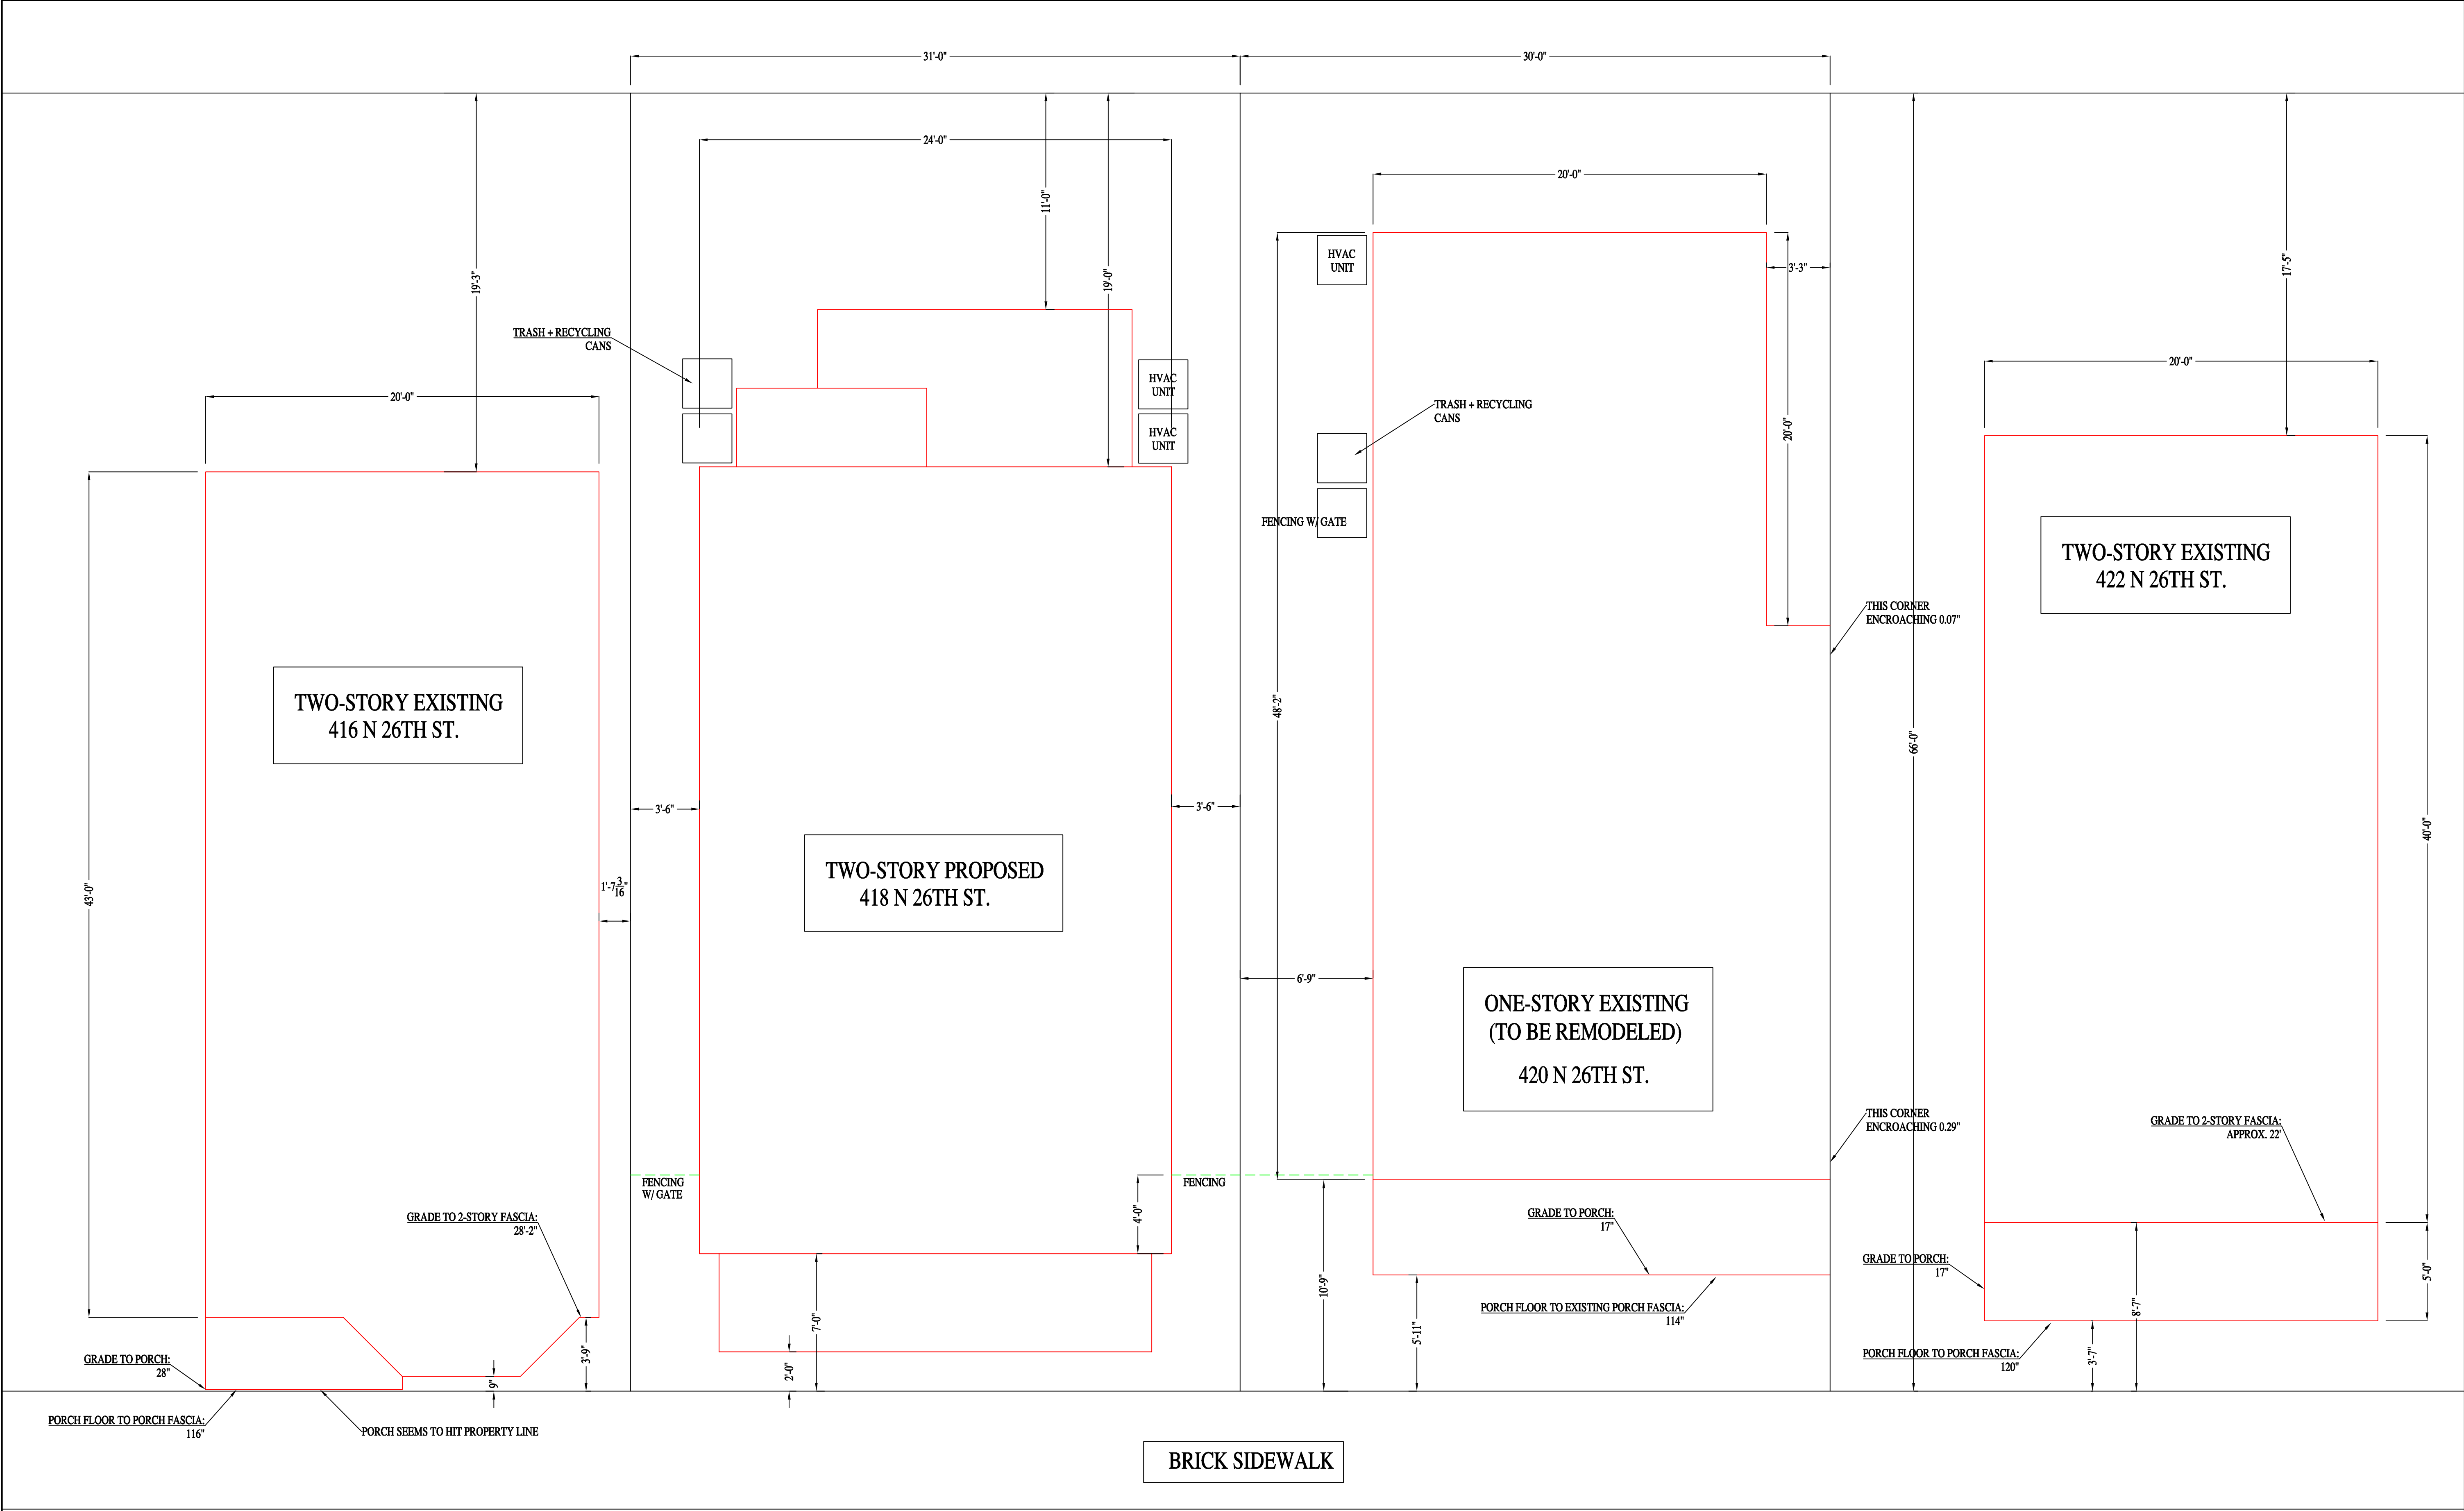 31'-0"
30'-0"
24'-0"
20'-0"
11'-0"
19'-3"
19'-0"
17'-5"
HVAC
UNIT
3'-3"
TRASH + RECYCLING
CANS
20'-0"
20'-0"
HVAC
UNIT
HVAC
UNIT
TRASH + RECYCLING
CANS
20'-0"
FENCING W/ GATE
TWO-STORY EXISTING
422 N 26TH ST.
THIS CORNER
ENCROACHING 0.07"
TWO-STORY EXISTING
416 N 26TH ST.
48'-2"
66'-0"
3'-6"
3'-6"
40'-0"
43'-0"
1'-7 3/16"
TWO-STORY PROPOSED
418 N 26TH ST.
6'-9"
ONE-STORY EXISTING
(TO BE REMODELED)
420 N 26TH ST.
THIS CORNER
ENCROACHING 0.29"
GRADE TO 2-STORY FASCIA:
APPROX. 22'
FENCING
W/ GATE
FENCING
GRADE TO 2-STORY FASCIA:
28'-2"
4'-0"
GRADE TO PORCH:
17"
GRADE TO PORCH:
17"
5'-0"
10'-9"
7'-0"
PORCH FLOOR TO EXISTING PORCH FASCIA:
114"
8'-7"
5'-11"
3'-9"
GRADE TO PORCH:
28"
2'-0"
9"
PORCH FLOOR TO PORCH FASCIA:
120"
3'-7"
PORCH FLOOR TO PORCH FASCIA:
116"
PORCH SEEMS TO HIT PROPERTY LINE
BRICK SIDEWALK